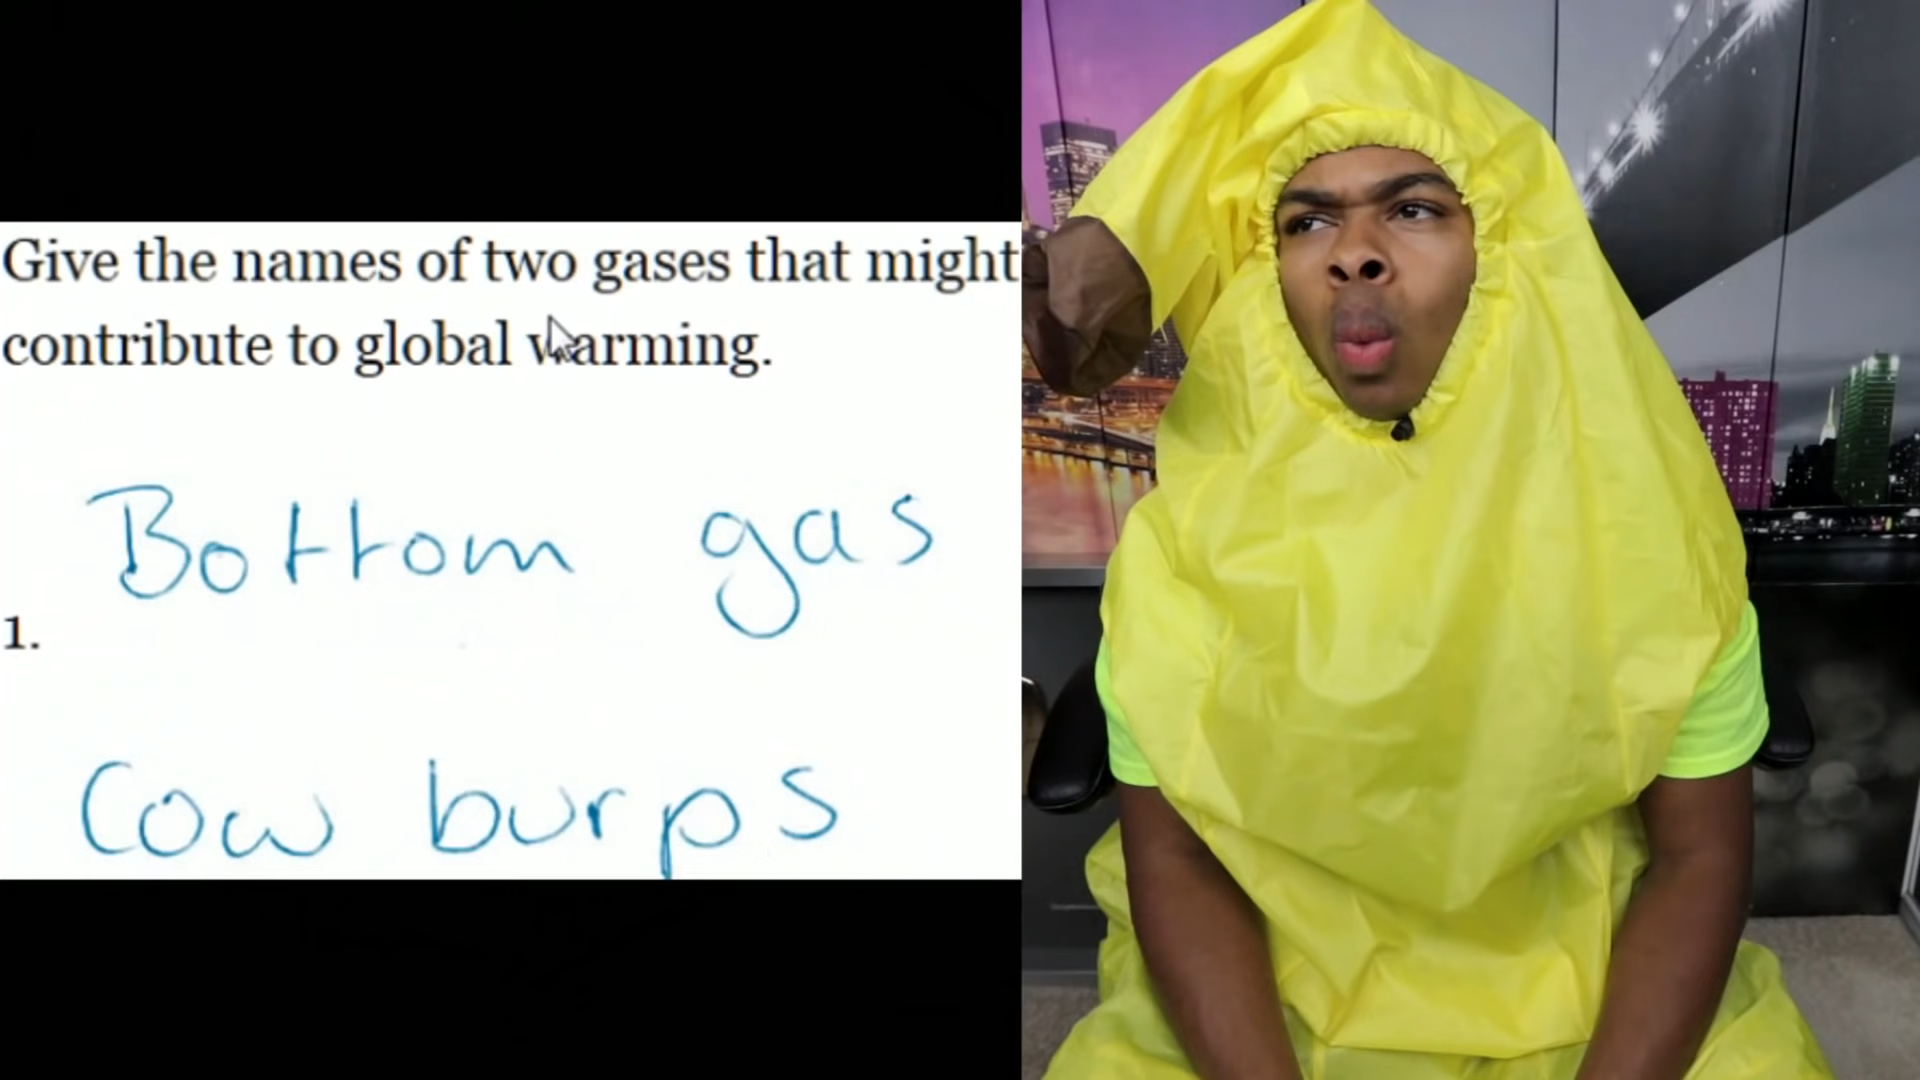 Give the names of two gases that might
contribute to global warming.
Bottom gas
1.
Cow burps